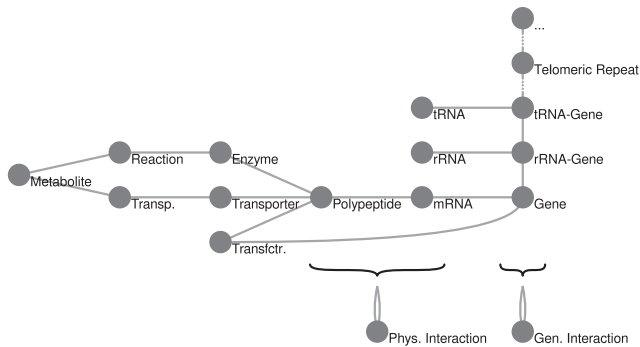 ...
Telomeric Repeat
tRNA
tRNA-Gene
Reaction
Enzyme
rRNA
rRNA-Gene
Metabolite
Transp.
Transporter
Polypeptide
mRNA
Gene
Transfctr.
Phys. Interaction
Gen. Interaction